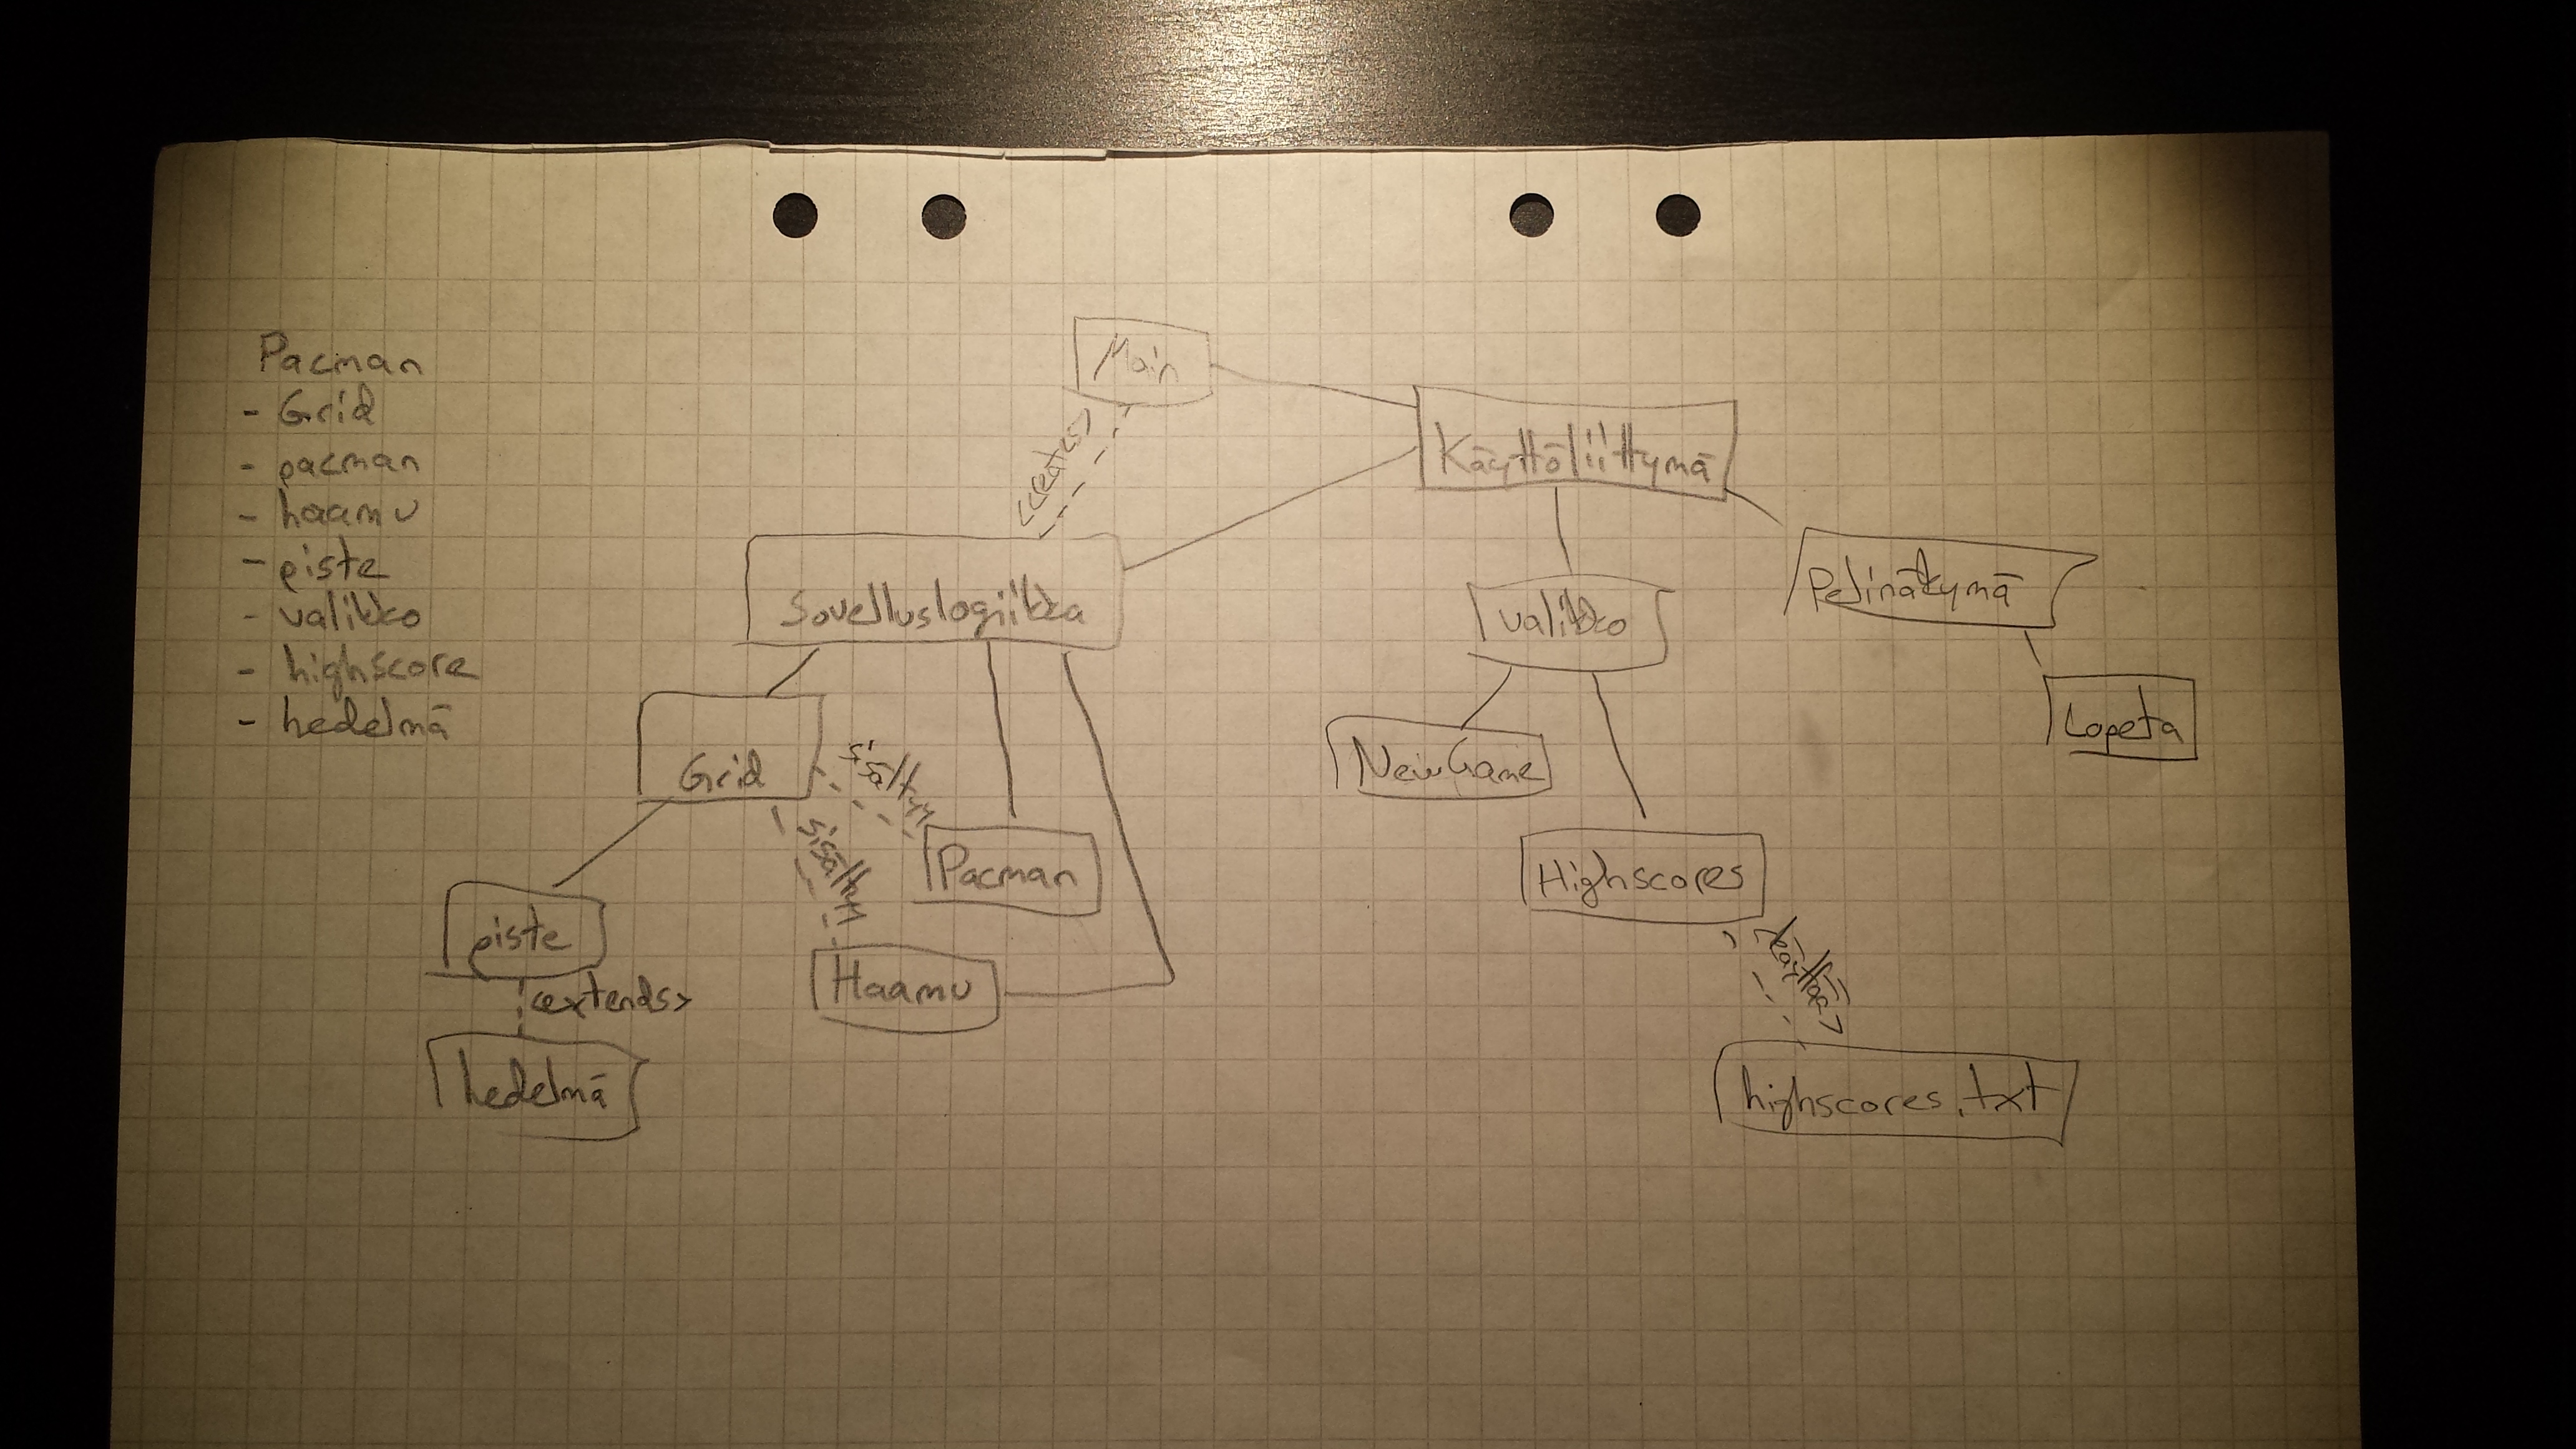 Pacman
- Grid
- pacman
- haamu
- piste
- valikko
- highscore
- hedelmä
Main
<creates>
Käyttöliittymä
Sovelluslogiikka
valikko
Pelinäkymä
Lopeta
Grid
sisältyy
sisältyy
NewGame
Pacman
Highscores
piste
Haamu
<käyttää>
<extends>
hedelmä
highscores.txt